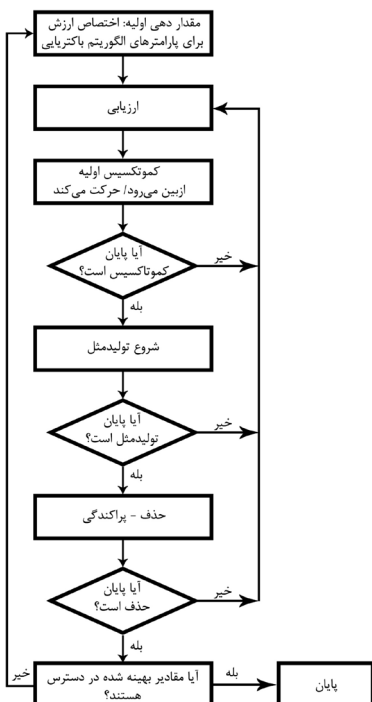 مقدار دهی اولیه: اختصاص ارزش
برای پارامترهای الگوریتم باکتریایی
ارزیابی
کموتکسیس اولیه
ازبین می‌رود/ حرکت می‌کند
آیا پایان
کموتاکسیس است؟
خیر
بله
شروع تولیدمثل
آیا پایان
تولیدمثل است؟
خیر
بله
حذف - پراکندگی
آیا پایان
حذف است؟
خیر
بله
آیا مقادیر بهینه شده در دسترس
هستند؟
خیر
بله
پایان